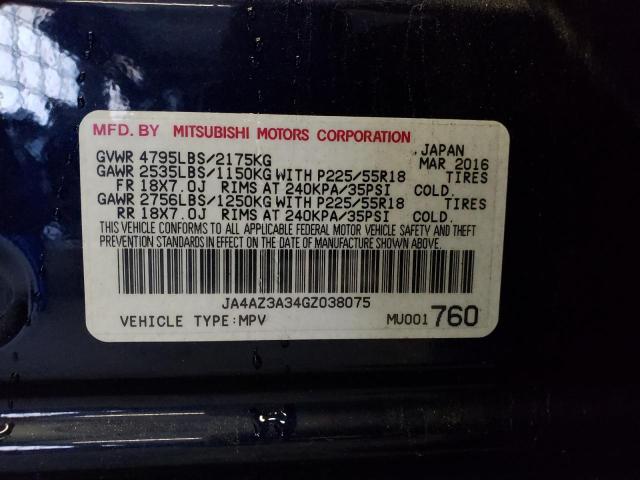 MFD. BY MITSUBISHI MOTORS CORPORATION
JAPAN
GVWR 4795LBS/2175KG MAR 2016
GAWR 2535LBS/1150KG WITH P225/55R18 TIRES
FR 18X7.0J RIMS AT 240KPA/35PSI COLD.
GAWR 2756LBS/1250KG WITH P225/55R18 TIRES
RR 18X7.0J RIMS AT 240KPA/35PSI COLD.
THIS VEHICLE CONFORMS TO ALL APPLICABLE FEDERAL MOTOR VEHICLE SAFETY AND THEFT
PREVENTION STANDARDS IN EFFECT ON THE DATE OF MANUFACTURE SHOWN ABOVE.
JA4AZ3A34GZ038075
VEHICLE TYPE:MPV MU001760